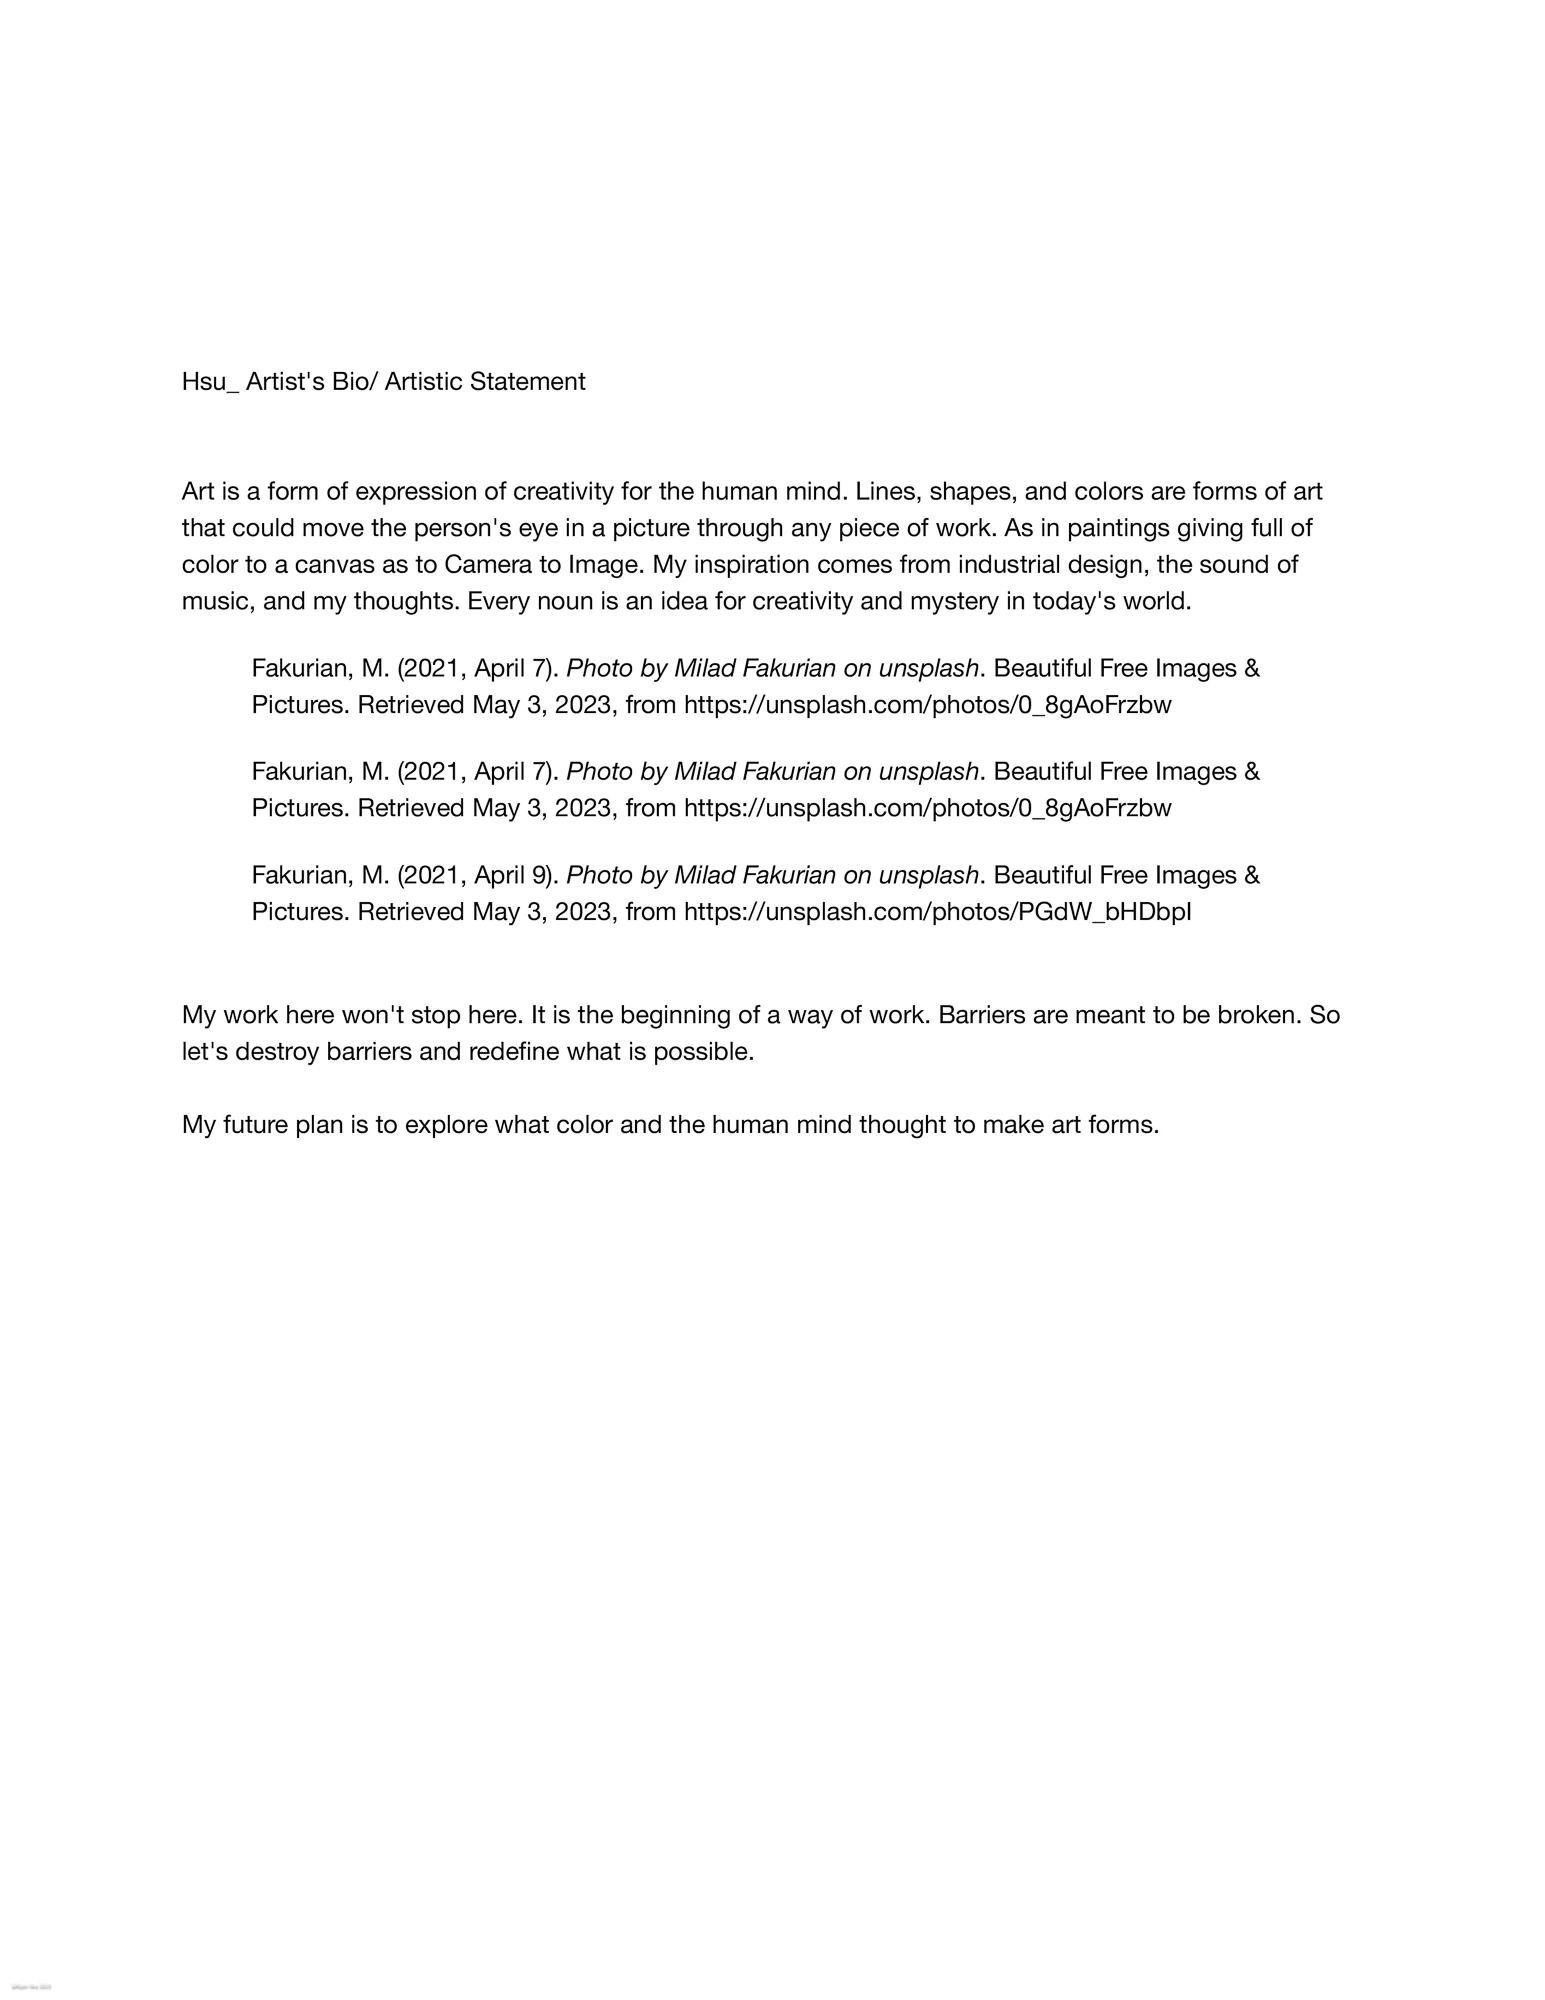 Hsu_ Artist's Bio/ Artistic Statement
Art is a form of expression of creativity for the human mind. Lines, shapes, and colors are forms of art
that could move the person's eye in a picture through any piece of work. As in paintings giving full of
color to a canvas as to Camera to Image. My inspiration comes from industrial design, the sound of
music, and my thoughts. Every noun is an idea for creativity and mystery in today's world.
Fakurian, M. (2021, April 7). Photo by Milad Fakurian on unsplash. Beautiful Free Images &
Pictures. Retrieved May 3, 2023, from https://unsplash.com/photos/0_8gAoFrzbw
Fakurian, M. (2021, April 7). Photo by Milad Fakurian on unsplash. Beautiful Free Images &
Pictures. Retrieved May 3, 2023, from https://unsplash.com/photos/0_8gAoFrzbw
Fakurian, M. (2021, April 9). Photo by Milad Fakurian on unsplash. Beautiful Free Images &
Pictures. Retrieved May 3, 2023, from https://unsplash.com/photos/PGdW_bHDbpI
My work here won't stop here. It is the beginning of a way of work. Barriers are meant to be broken. So
let's destroy barriers and redefine what is possible.
My future plan is to explore what color and the human mind thought to make art forms.